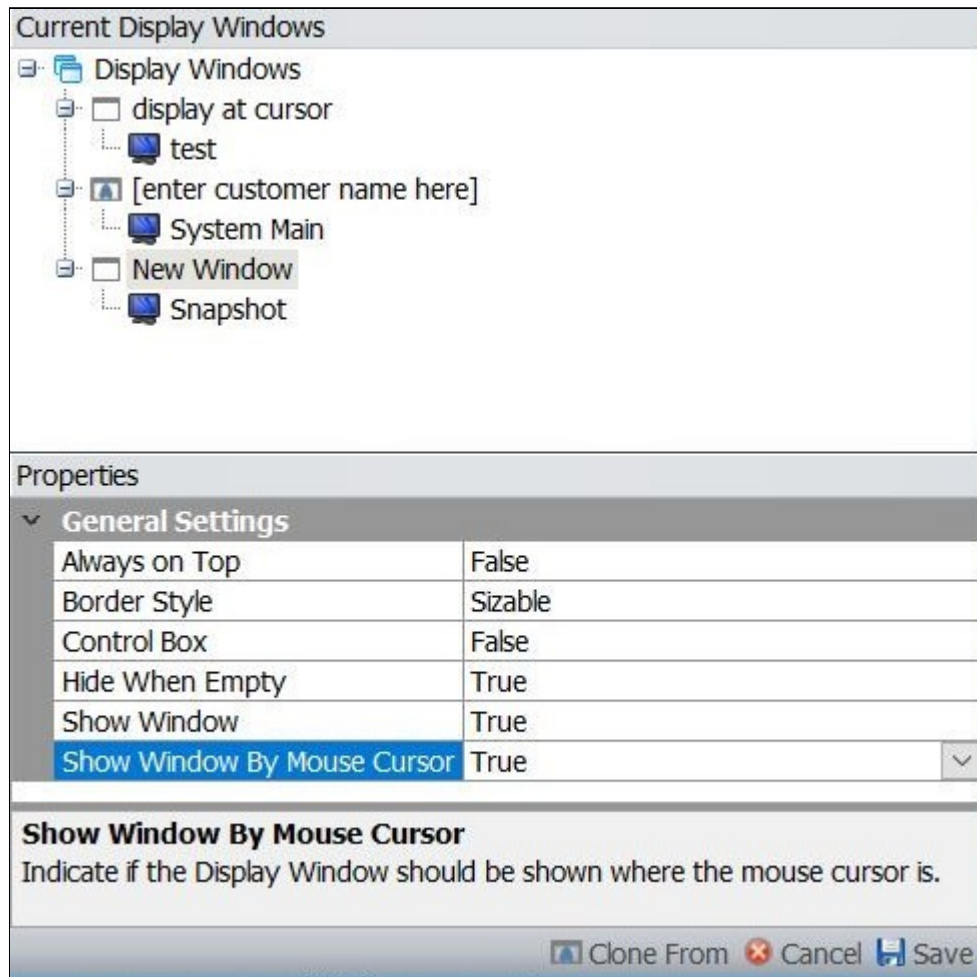 Current Display Windows
Display Windows
display at cursor
test
[enter customer name here]
System Main
New Window
Snapshot
Properties
General Settings
Always on Top False
Border Style Sizable
Control Box False
Hide When Empty True
Show Window True
Show Window By Mouse Cursor True
Show Window By Mouse Cursor
Indicate if the Display Window should be shown where the mouse cursor is.
Clone From Cancel Save